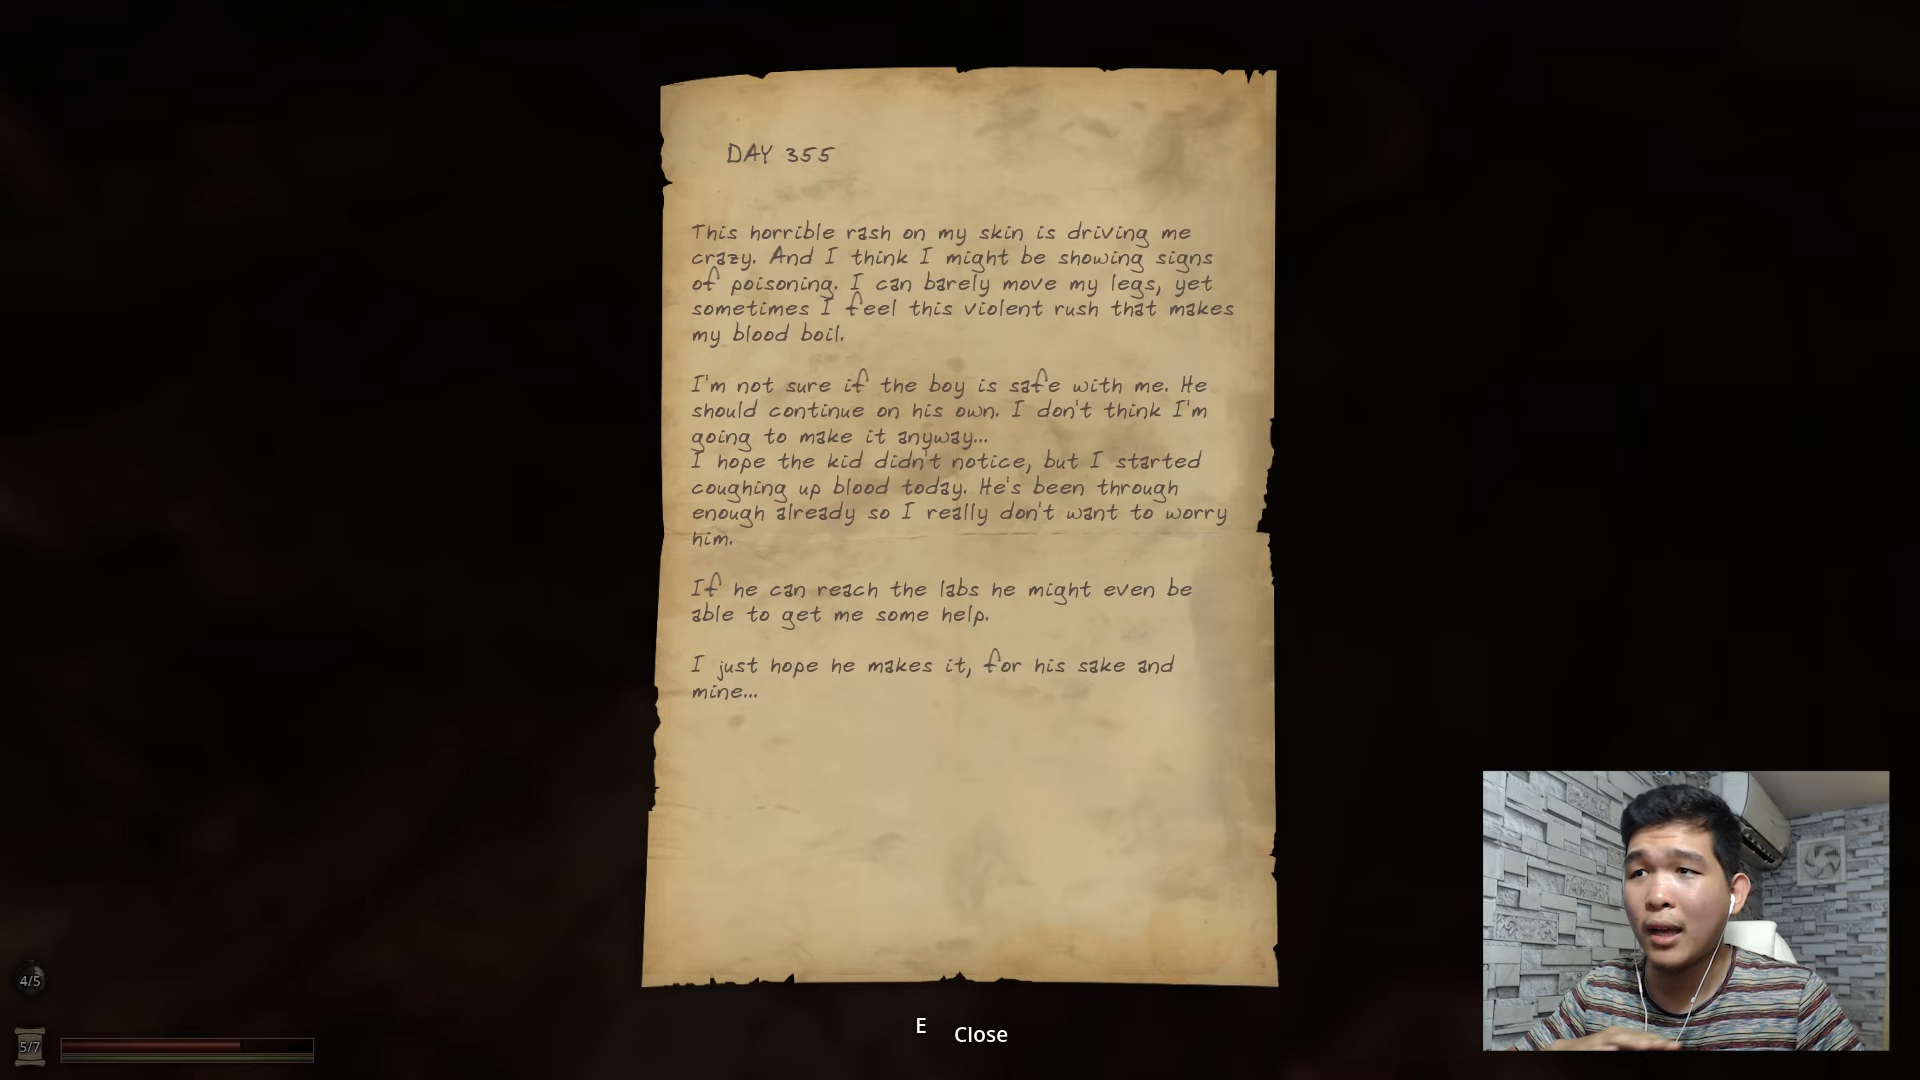 DAY 355
This horrible rash on my skin is driving me
crazy. And I think I might be showing signs
of poisoning. I can barely move my legs, yet
sometimes I feel this violent rush that makes
my blood boil.
I'm not sure if the boy is safe with me. He
should continue on his own. I don't think I'm
going to make it anyway...
I hope the kid didn't notice, but I started
coughing up blood today. He's been through
enough already so I really don't want to worry
him.
If he can reach the labs he might even be
able to get me some help.
I just hope he makes it, for his sake and
mine...
4/5
5/7
E Close